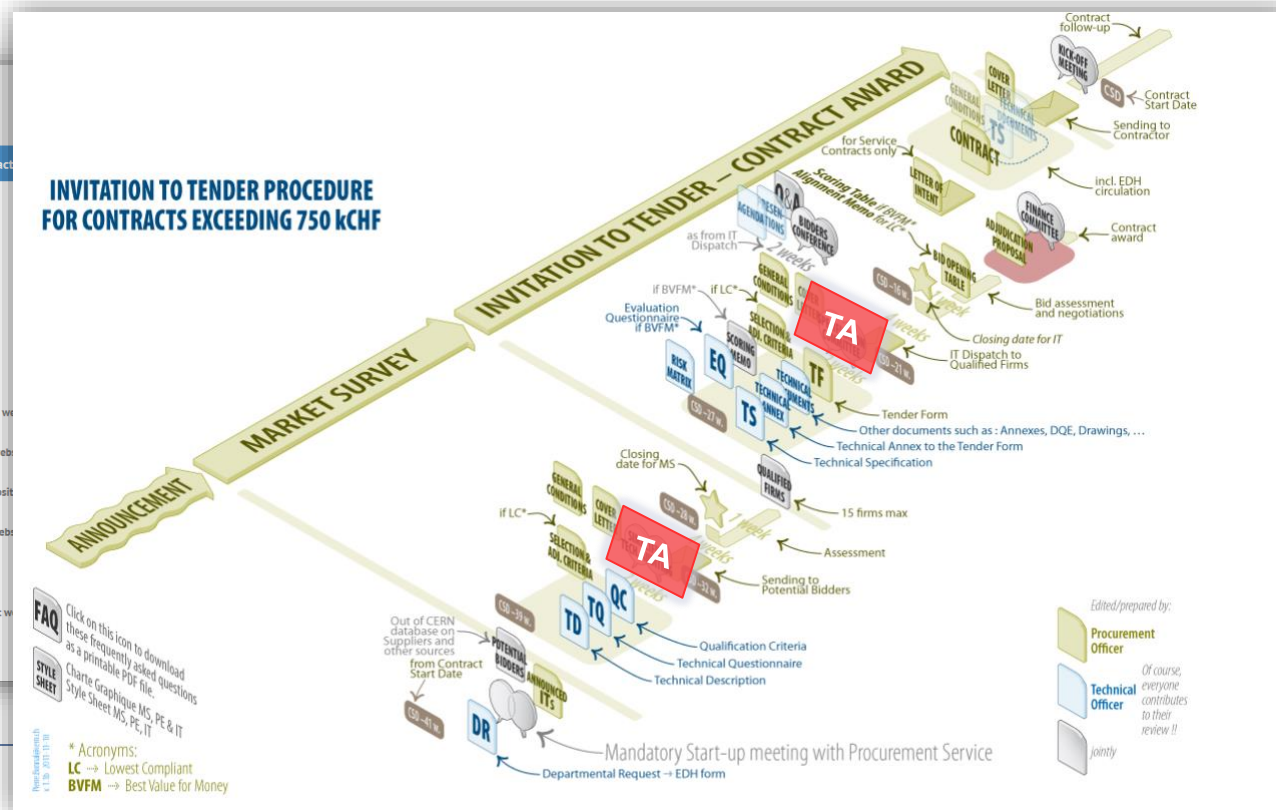 INVITATION TO TENDER PROCEDURE
FOR CONTRACTS EXCEEDING 750 kCHF
ANNOUNCEMENT
MARKET SURVEY
INVITATION TO TENDER – CONTRACT AWARD
Contract
follow-up
KICK-OFF
MEETING
CSD
Contract
Start Date
COVER
LETTER
GENERAL
CONDITIONS
TECHNICAL
DOCUMENTS
TS
CONTRACT
Sending to
Contractor
incl. EDH
circulation
for Service
Contracts only
LETTER OF
INTENT
FINANCE
COMMITTEE
ADJUDICATION
PROPOSAL
Contract
award
Scoring Table if BVFM*
Alignment Memo for LC*
BID OPENING
TABLE
Bid assessment
and negotiations
Q&A
PRESEN-
TATIONS
AGENDA
BIDDERS
CONFERENCE
as from IT
Dispatch
2 weeks
CSD –16 w.
1 week
Closing date for IT
GENERAL
CONDITIONS
COVER
LETTER
TA
weeks
IT Dispatch to
Qualified Firms
CSD –21 w.
if BVFM*
if LC*
Evaluation
Questionnaire
if BVFM*
SELECTION &
ADJ. CRITERIA
SCORING
MEMO
RISK
MATRIX
EQ
TF
TECHNICAL
DOCUMENTS
TECHNICAL
ANNEX
TS
CSD –27 w.
Tender Form
Other documents such as : Annexes, DQE, Drawings, …
Technical Annex to the Tender Form
Technical Specification
QUALIFIED
FIRMS
15 firms max
Closing
date for MS
CSD –28 w.
1 week
Assessment
GENERAL
CONDITIONS
COVER
LETTER
TA
weeks
if LC*
SELECTION &
ADJ. CRITERIA
–32 w.
Sending to
Potential Bidders
QC
TQ
TD
CSD –39 w.
Qualification Criteria
Technical Questionnaire
Technical Description
Out of CERN
database on
Suppliers and
other sources
POTENTIAL
BIDDERS
ANNOUNCED
ITs
from Contract
Start Date
CSD –41 w.
DR
Mandatory Start-up meeting with Procurement Service
Departmental Request → EDH form
FAQ
Click on this icon to download
these frequently asked questions
as a printable PDF file.
STYLE
SHEET
Charte Graphique MS, PE & IT
Style Sheet MS, PE, IT
* Acronyms:
LC → Lowest Compliant
BVFM → Best Value for Money
Edited/prepared by:
Procurement
Officer
Technical
Officer
Of course,
everyone
contributes
to their
review !!
jointly